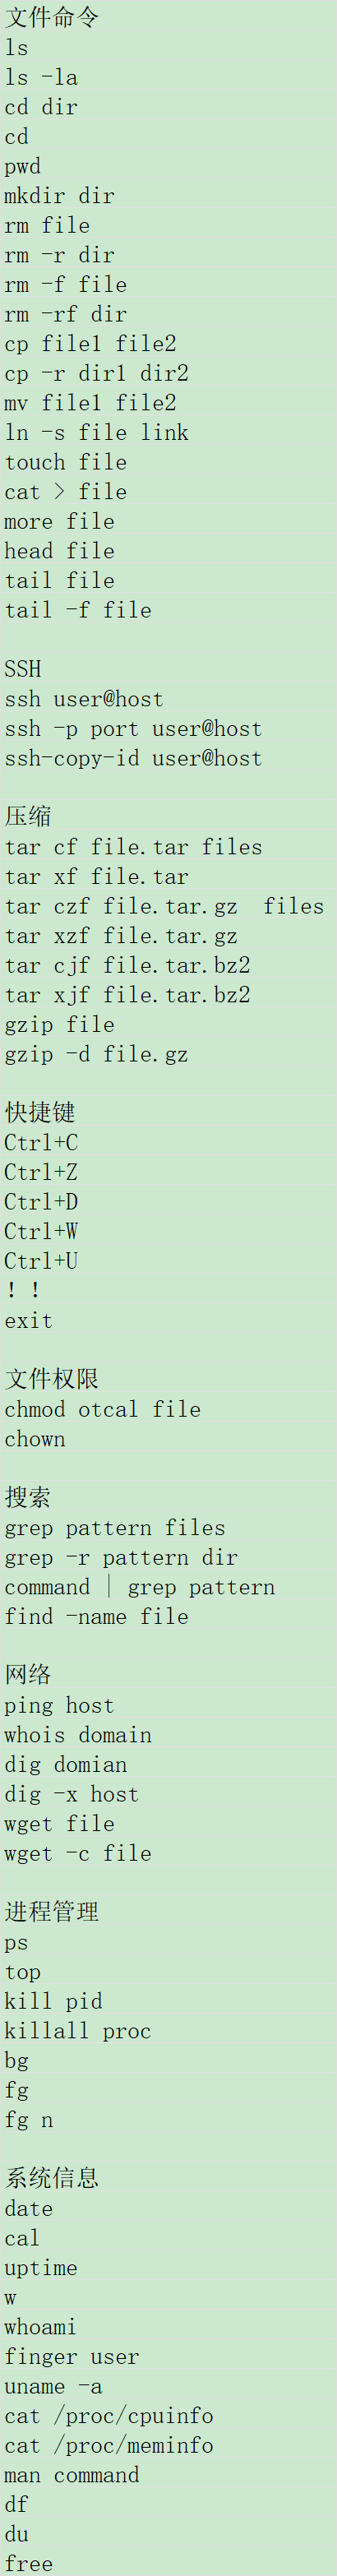 文件命令
ls
ls -la
cd dir
cd
pwd
mkdir dir
rm file
rm -r dir
rm -f file
rm -rf dir
cp file1 file2
cp -r dir1 dir2
mv file1 file2
ln -s file link
touch file
cat > file
more file
head file
tail file
tail -f file
SSH
ssh user@host
ssh -p port user@host
ssh-copy-id user@host
压缩
tar cf file.tar files
tar xf file.tar
tar czf file.tar.gz  files
tar xzf file.tar.gz
tar cjf file.tar.bz2
tar xjf file.tar.bz2
gzip file
gzip -d file.gz
快捷键
Ctrl+C
Ctrl+Z
Ctrl+D
Ctrl+W
Ctrl+U
！！
exit
文件权限
chmod otcal file
chown
搜索
grep pattern files
grep -r pattern dir
command | grep pattern
find -name file
网络
ping host
whois domain
dig domian
dig -x host
wget file
wget -c file
进程管理
ps
top
kill pid
killall proc
bg
fg
fg n
系统信息
date
cal
uptime
w
whoami
finger user
uname -a
cat /proc/cpuinfo
cat /proc/meminfo
man command
df
du
free